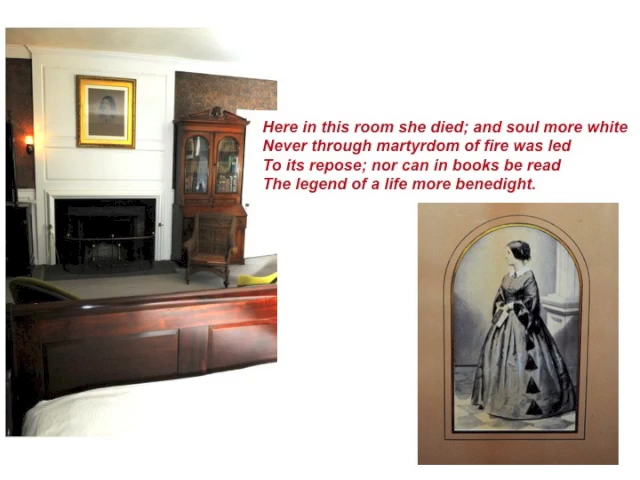 Here in this room she died; and soul more white
Never through martyrdom of fire was led
To its repose; nor can in books be read
The legend of a life more benedight.